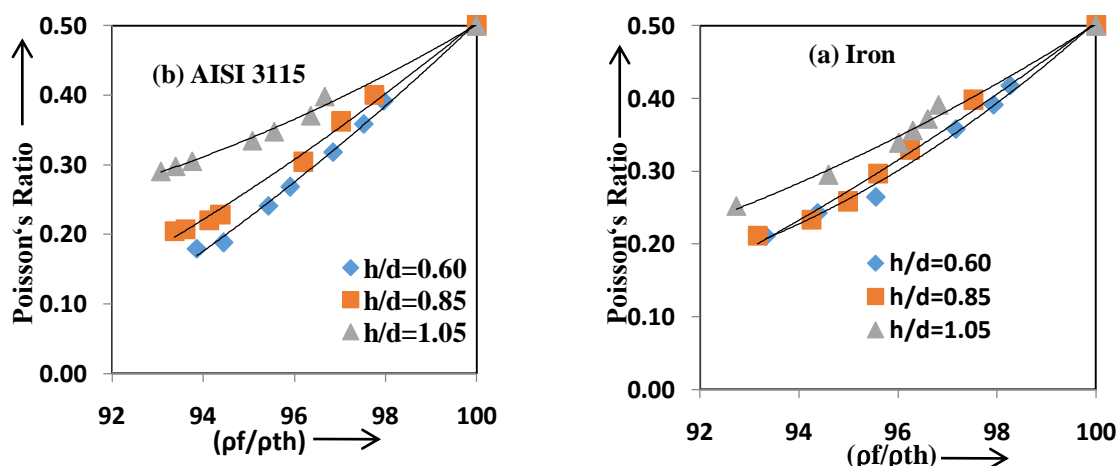 0.50
0.40
0.30
0.20
0.10
0.00
Poisson‘s Ratio
(b) AISI 3115
h/d=0.60
h/d=0.85
h/d=1.05
92 94 96 98 100
(ρf/ρth)
0.50
0.40
0.30
0.20
0.10
0.00
Poisson‘s Ratio
(a) Iron
h/d=0.60
h/d=0.85
h/d=1.05
92 94 96 98 100
(ρf/ρth)